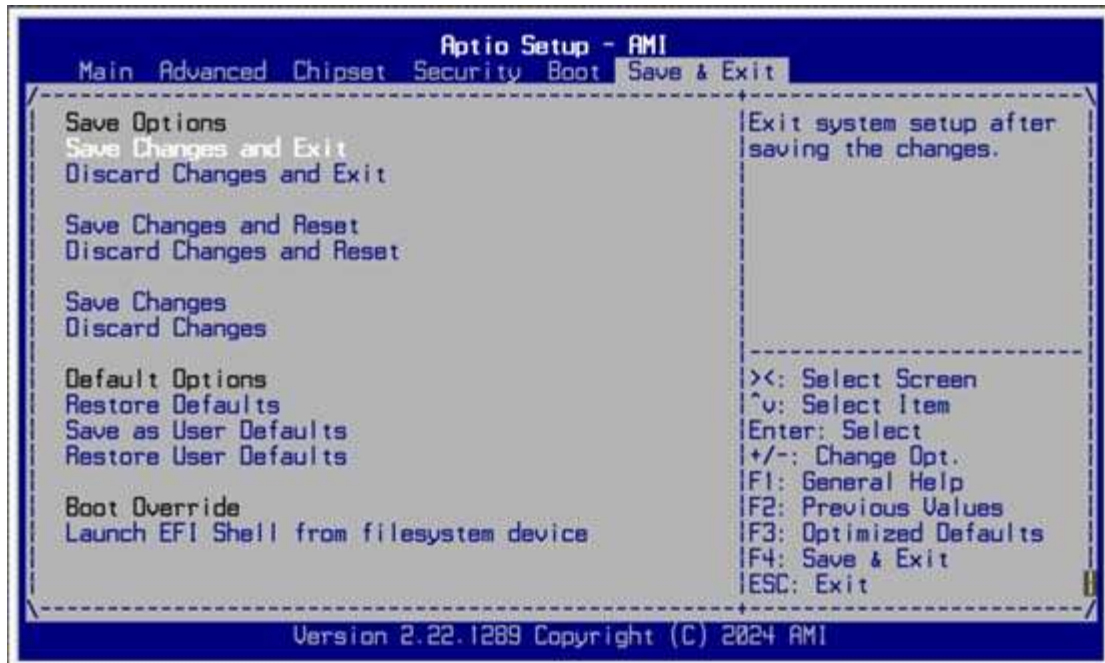 Aptio Setup - AMI
Main Advanced Chipset Security Boot Save & Exit
Save Options
Save Changes and Exit
Discard Changes and Exit
Save Changes and Reset
Discard Changes and Reset
Save Changes
Discard Changes
Default Options
Restore Defaults
Save as User Defaults
Restore User Defaults
Boot Override
Launch EFI Shell from filesystem device
Exit system setup after
saving the changes.
><: Select Screen
^v: Select Item
Enter: Select
+/-: Change Opt.
F1: General Help
F2: Previous Values
F3: Optimized Defaults
F4: Save & Exit
ESC: Exit
Version 2.22.1289 Copyright (C) 2024 AMI